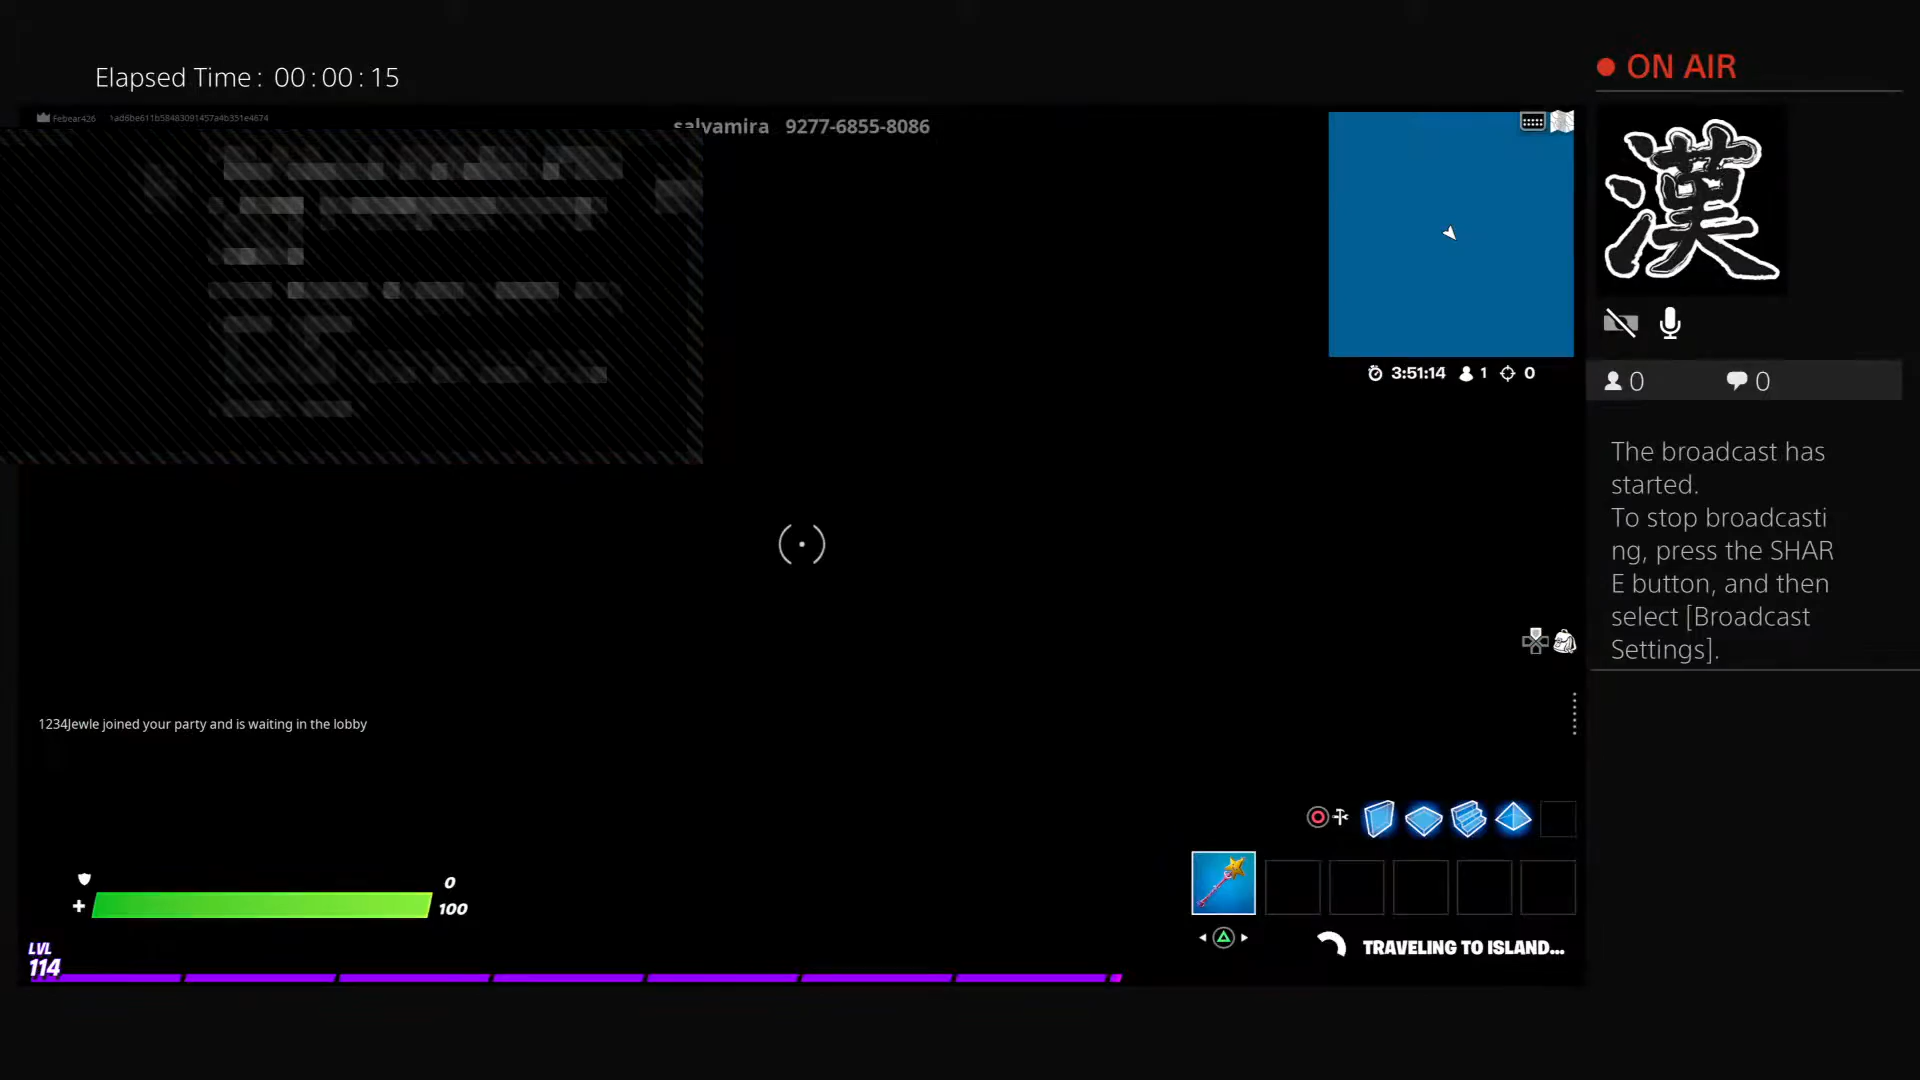 Elapsed Time: 00:00:15
ON AIR
Febear426
salvamira 9277-6855-8086
漢
3:51:14 1 0
0 0
The broadcast has
started.
To stop broadcasti
ng, press the SHAR
E button, and then
select [Broadcast
Settings].
1234Jewle joined your party and is waiting in the lobby
0
100
LVL
114
TRAVELING TO ISLAND...